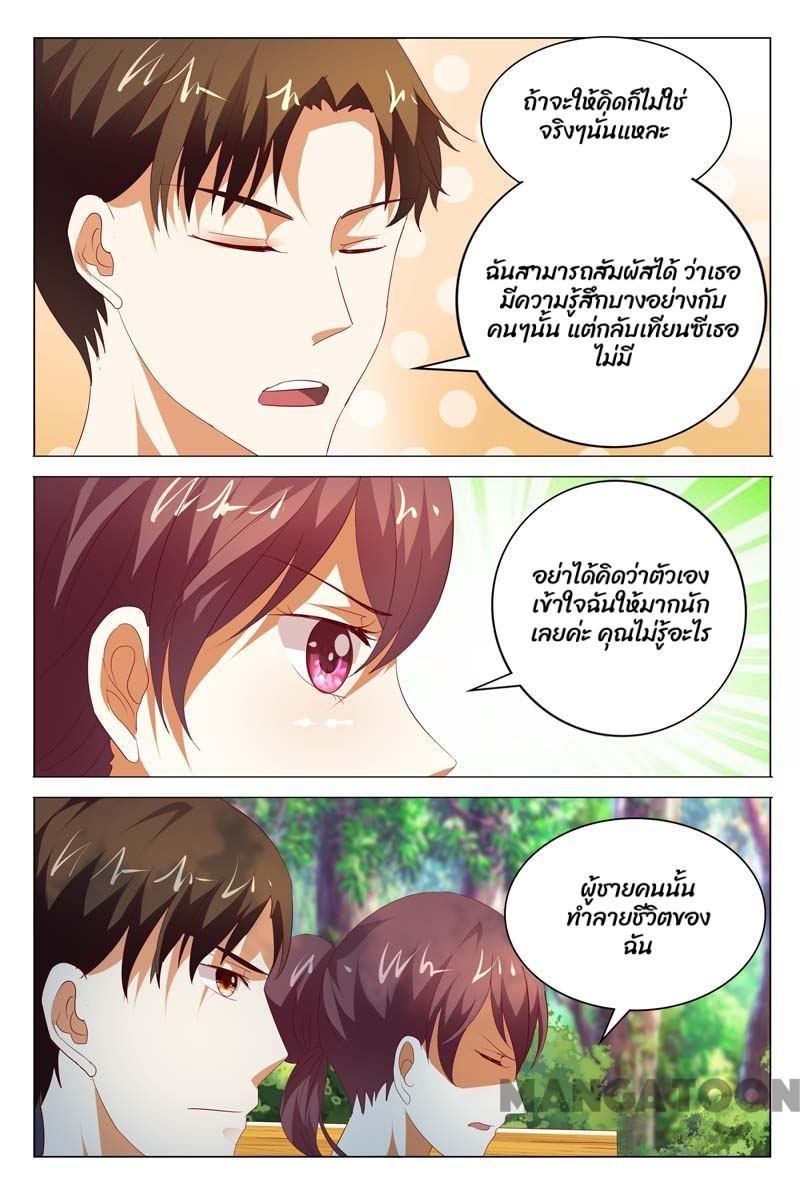 ถ้าจะให้คิดก็ไม่ใช่
จริงๆนั่นแหละ
ฉันสามารถสัมผัสได้ ว่าเธอ
มีความรู้สึกบางอย่างกับ
คนๆนั้น แต่กลับเทียนซีเธอ
ไม่มี
อย่าได้คิดว่าตัวเอง
เข้าใจฉันให้มากนัก
เลยค่ะ คุณไม่รู้อะไร
ผู้ชายคนนั้น
ทำลายชีวิตของ
ฉัน
MANGATOON